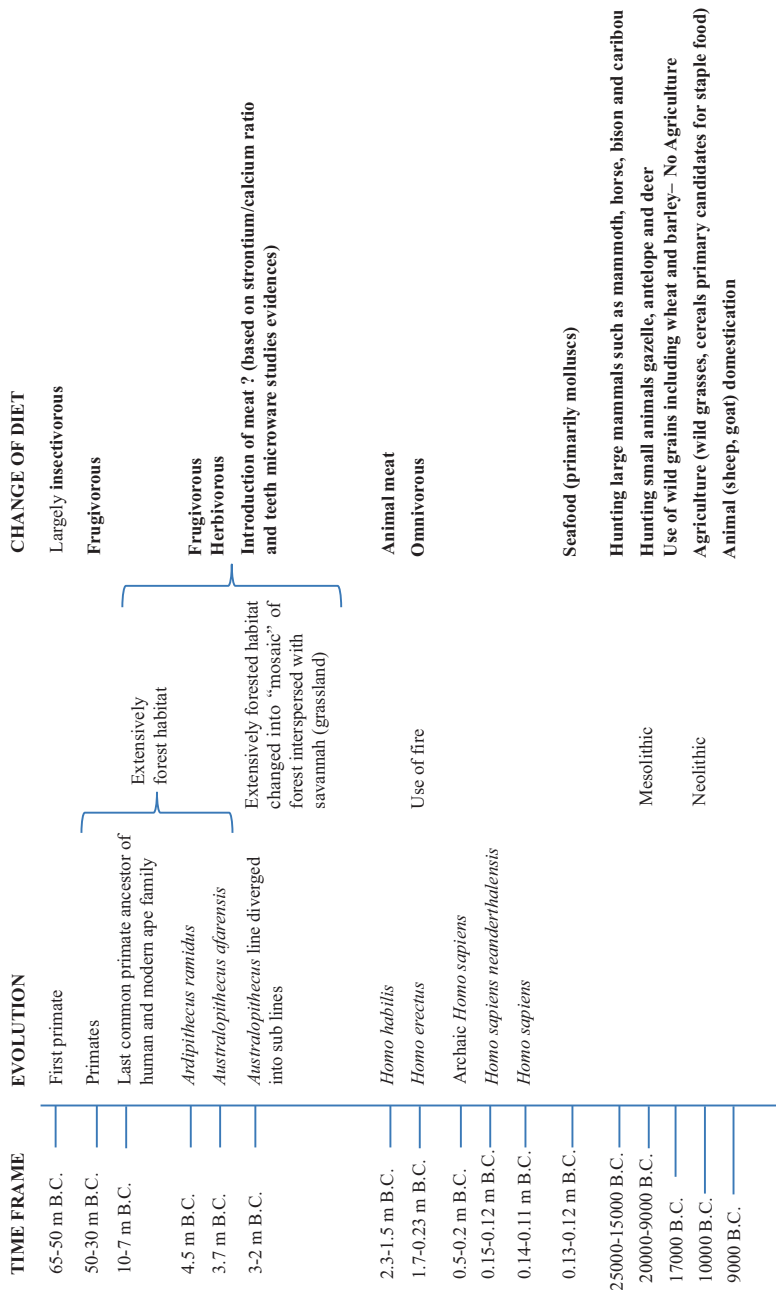 TIME FRAME EVOLUTION CHANGE OF DIET
65-50 m B.C. First primate Largely insectivorous
50-30 m B.C. Primates Frugivorous
Extensively
forest habitat
10-7 m B.C. Last common primate ancestor of
human and modern ape family
4.5 m B.C. Ardipithecus ramidus Frugivorous
3.7 m B.C. Australopithecus afarensis Herbivorous
3-2 m B.C. Australopithecus line diverged
into sub lines
Extensively forested habitat
changed into “mosaic” of
forest interspersed with
savannah (grassland)
Introduction of meat ? (based on strontium/calcium ratio
and teeth microware studies evidences)
2.3-1.5 m B.C. Homo habilis Animal meat
1.7-0.23 m B.C. Homo erectus Use of fire Omnivorous
0.5-0.2 m B.C. Archaic Homo sapiens
0.15-0.12 m B.C. Homo sapiens neanderthalensis
0.14-0.11 m B.C. Homo sapiens
0.13-0.12 m B.C. Seafood (primarily molluscs)
25000-15000 B.C. Hunting large mammals such as mammoth, horse, bison and caribou
20000-9000 B.C. Mesolithic Hunting small animals gazelle, antelope and deer
17000 B.C. Use of wild grains including wheat and barley– No Agriculture
10000 B.C. Neolithic Agriculture (wild grasses, cereals primary candidates for staple food)
9000 B.C. Animal (sheep, goat) domestication